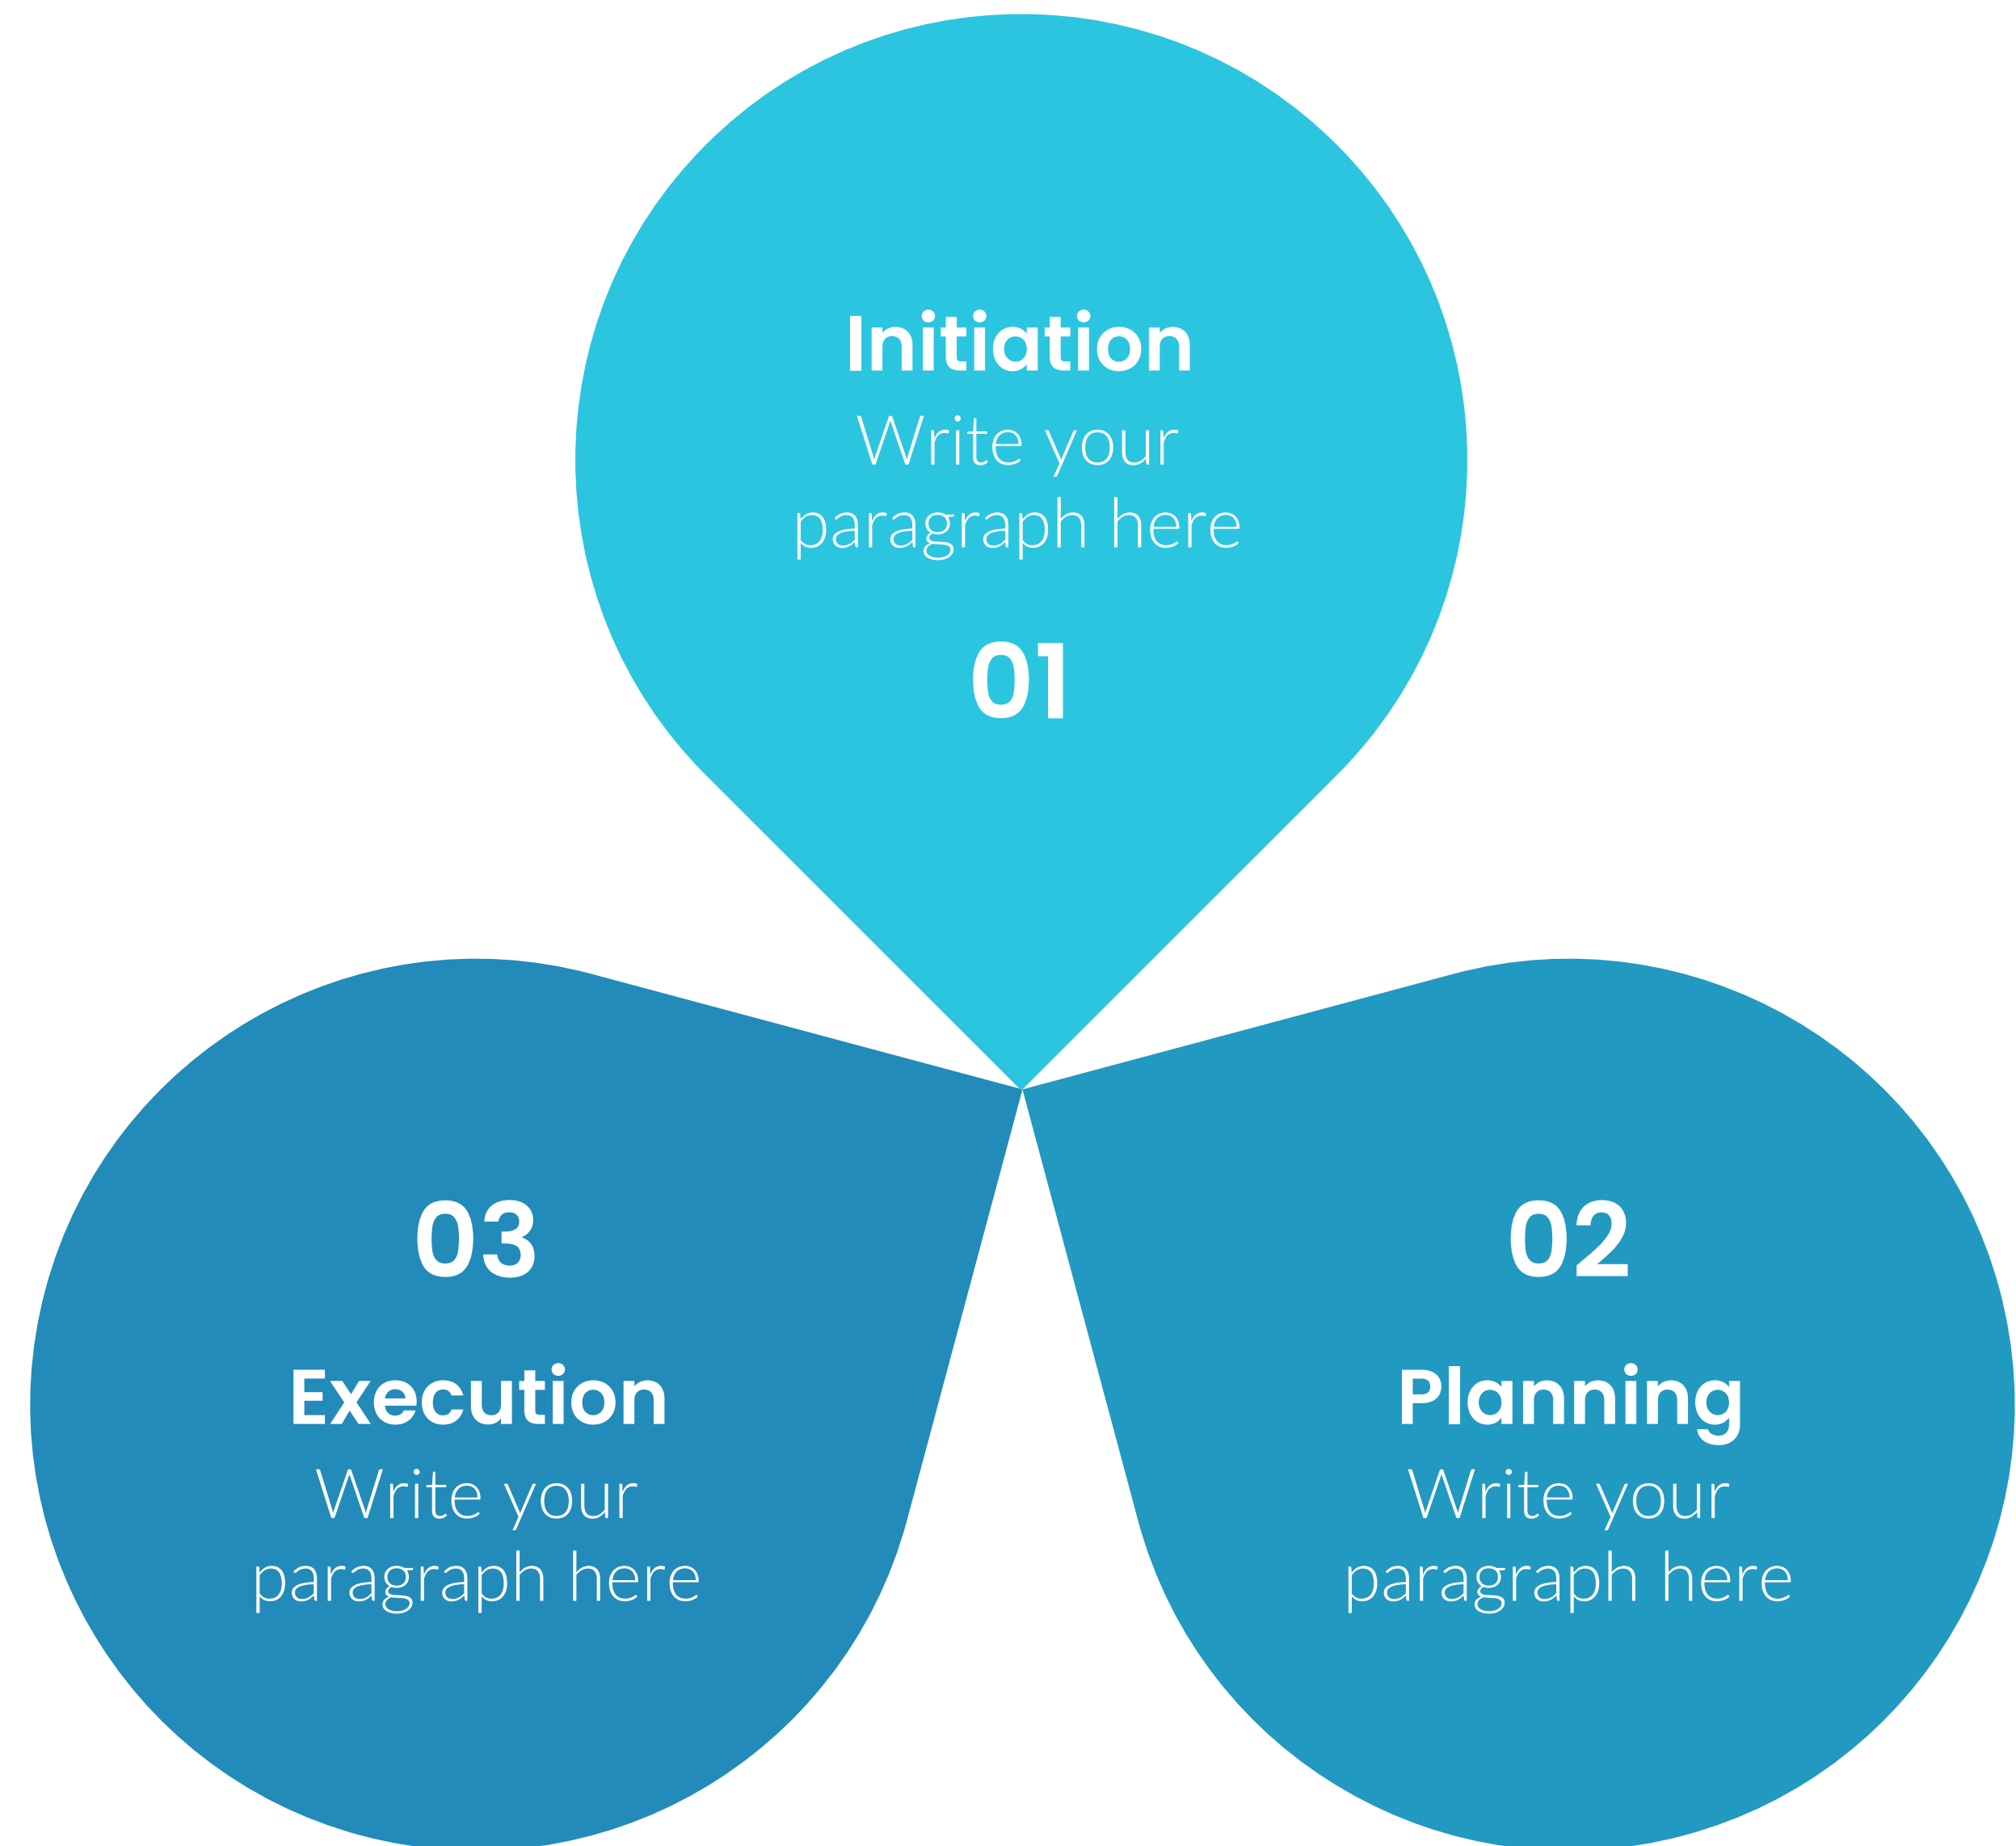 Initiation
Write your
paragraph here
01
02
Planning
Write your
paragraph here
03
Execution
Write your
paragraph here